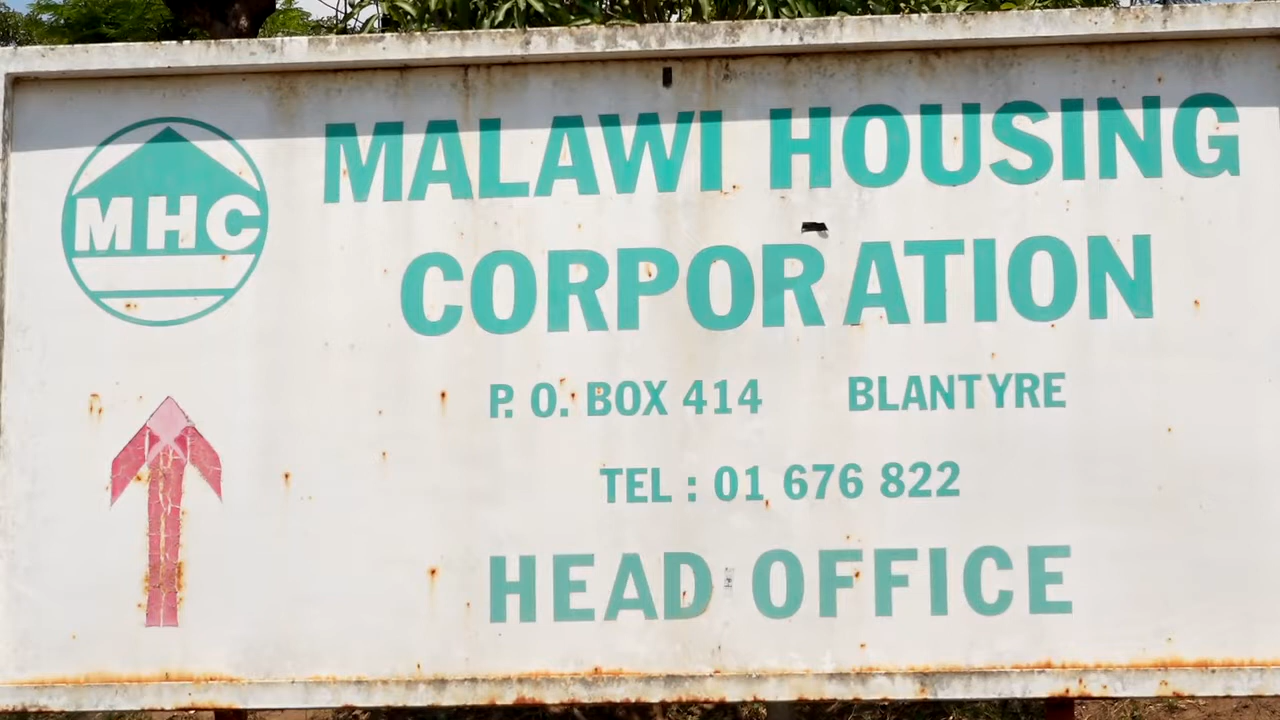 MHC
MALAWI HOUSING
CORPORATION
P. O. BOX 414 BLANTYRE
TEL : 01 676 822
HEAD OFFICE